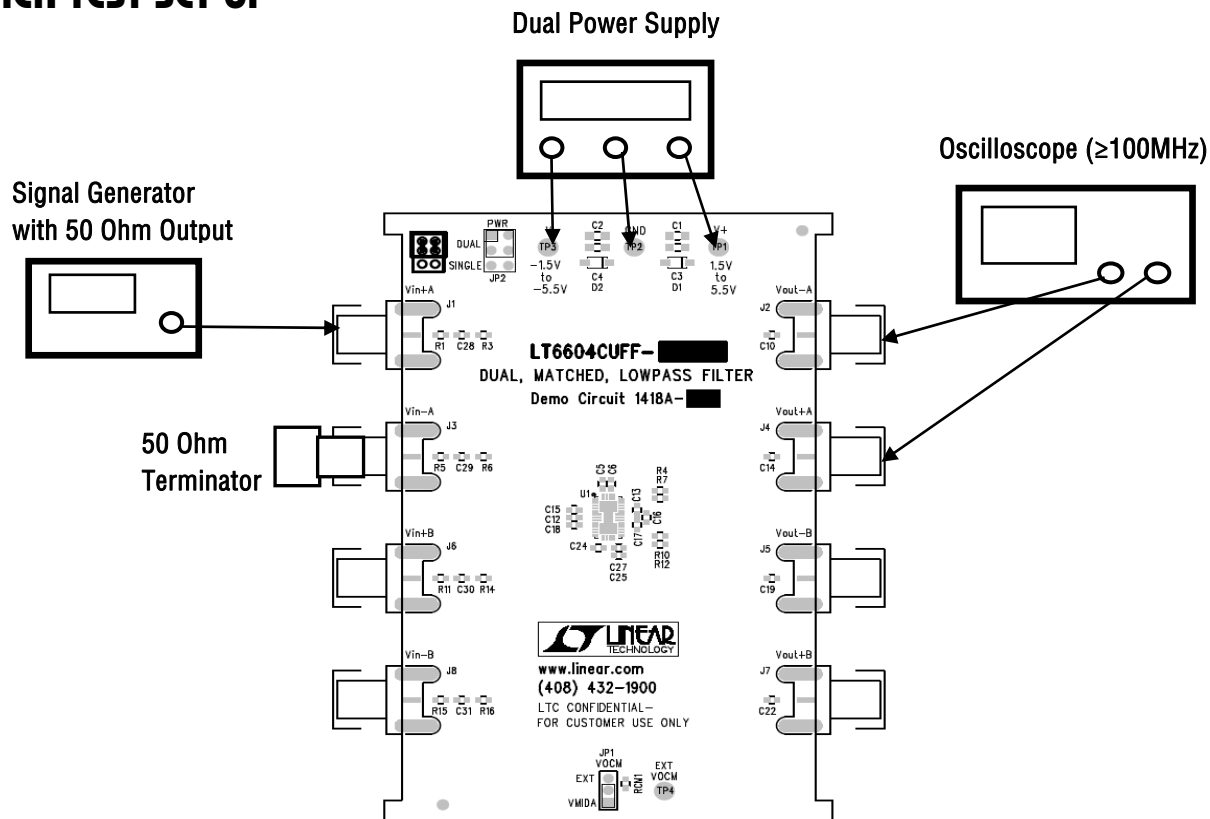 Dual Power Supply
Oscilloscope (≥100MHz)
Signal Generator
with 50 Ohm Output
50 Ohm
Terminator
PWR
DUAL
SINGLE
JP2
TP3
-1.5V
to
-5.5V
C2
C4
D2
TP2
C1
C3
D1
V+
TP1
1.5V
to
5.5V
Vin+A
J1
R1 C28 R3
LT6604CUFF-
DUAL, MATCHED, LOWPASS FILTER
Demo Circuit 1418A-
Vout-A
J2
C10
Vin-A
J3
R5 C29 R6
Vout+A
J4
C14
C5
C6
R4
R7
U1
C13
C15
C12
C18
C16
C17
C24
C27
C25
R10
R12
Vin+B
J6
R11 C30 R14
Vout-B
J5
C19
LINEAR
TECHNOLOGY
www.linear.com
(408) 432-1900
LTC CONFIDENTIAL-
FOR CUSTOMER USE ONLY
Vin-B
J8
R15 C31 R16
Vout+B
J7
C22
JP1
VOCM
EXT
VMIDA
RCM1
EXT
VOCM
TP4